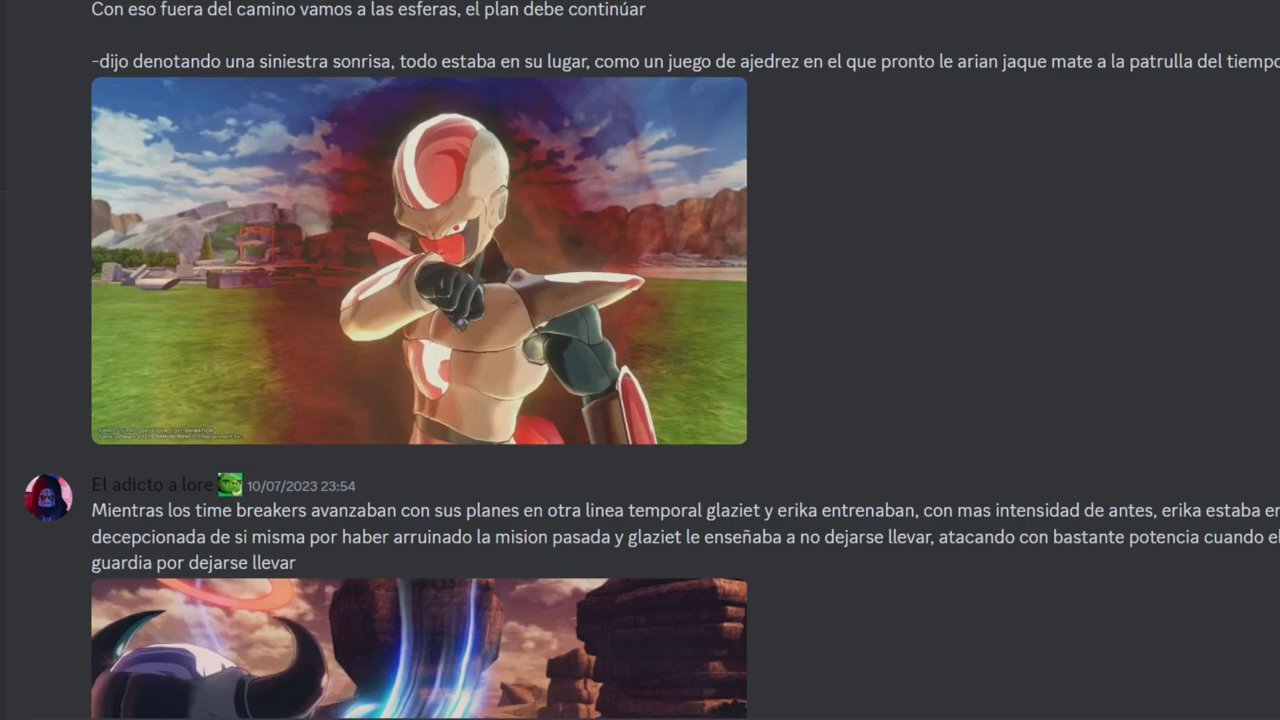 Con eso fuera del camino vamos a las esferas, el plan debe continúar
-dijo denotando una siniestra sonrisa, todo estaba en su lugar, como un juego de ajedrez en el que pronto le arian jaque mate a la patrulla del tiempo
El adicto a lore 10/07/2023 23:54
Mientras los time breakers avanzaban con sus planes en otra linea temporal glaziet y erika entrenaban, con mas intensidad de antes, erika estaba
decepcionada de si misma por haber arruinado la mision pasada y glaziet le enseñaba a no dejarse llevar, atacando con bastante potencia cuando
guardia por dejarse llevar